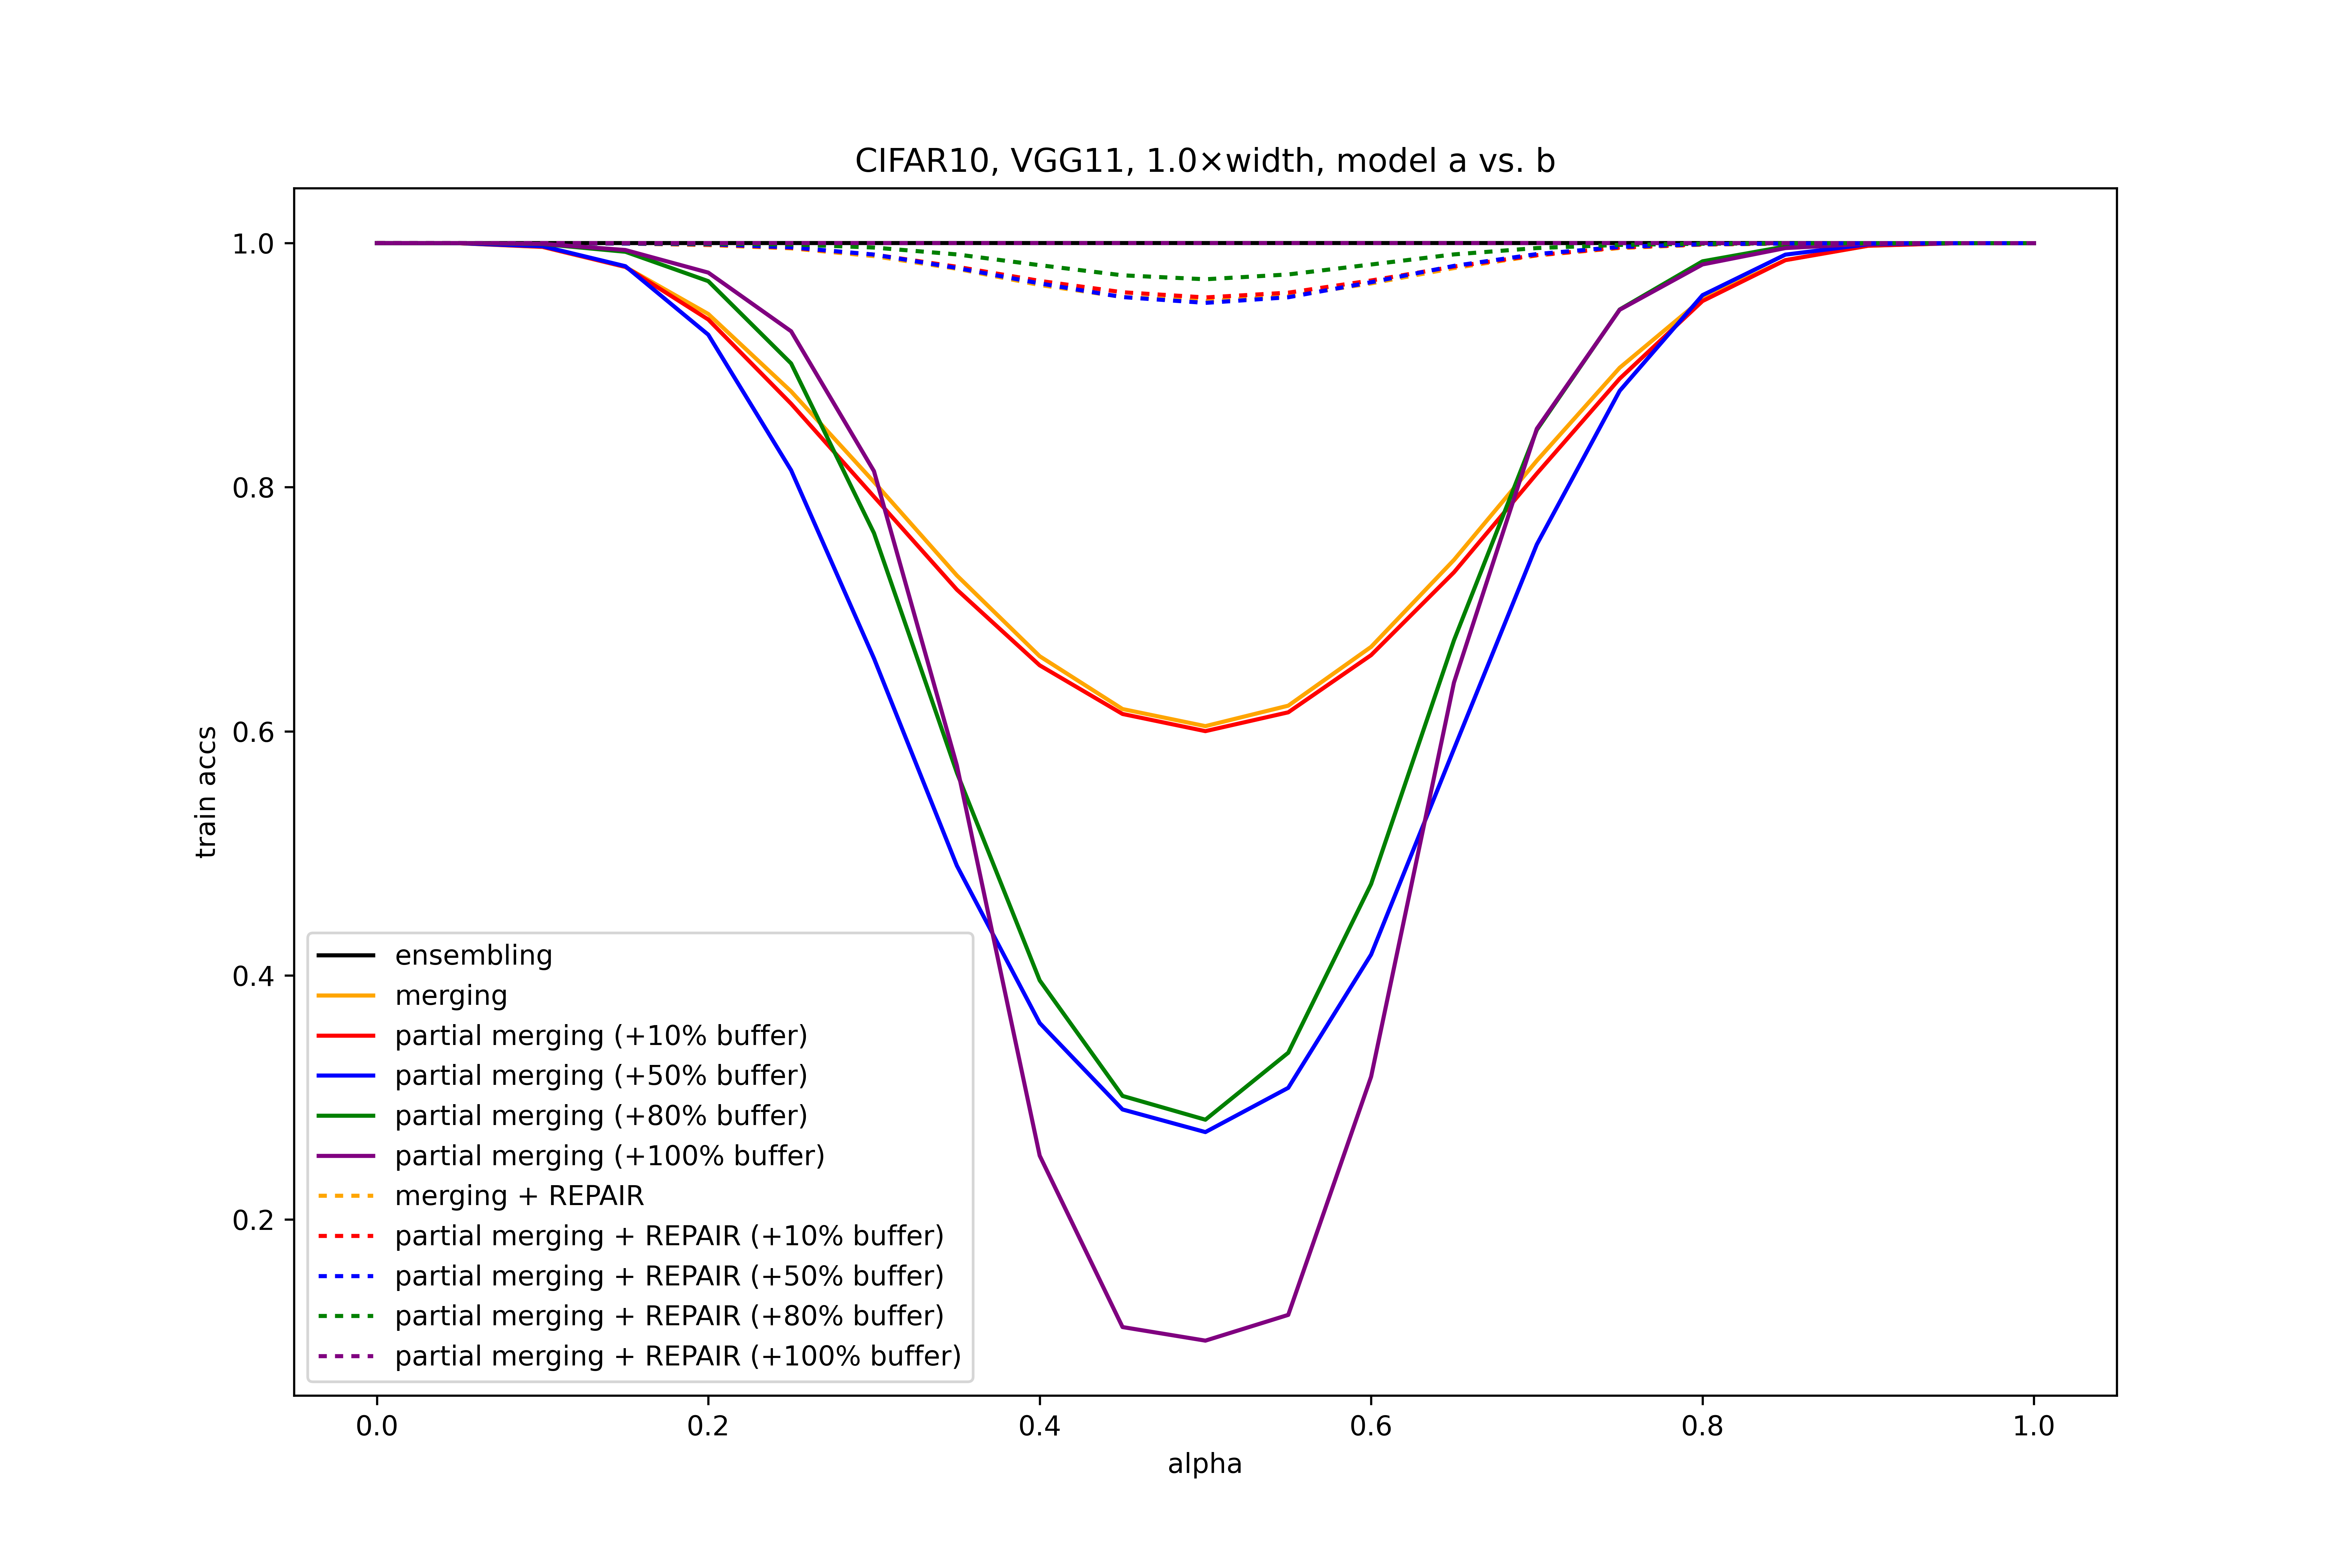 CIFAR10, VGG11, 1.0×width, model a vs. b
train accs
1.0
0.8
0.6
0.4
0.2
ensembling
merging
partial merging (+10% buffer)
partial merging (+50% buffer)
partial merging (+80% buffer)
partial merging (+100% buffer)
merging + REPAIR
partial merging + REPAIR (+10% buffer)
partial merging + REPAIR (+50% buffer)
partial merging + REPAIR (+80% buffer)
partial merging + REPAIR (+100% buffer)
0.0 0.2 0.4 0.6 0.8 1.0
alpha